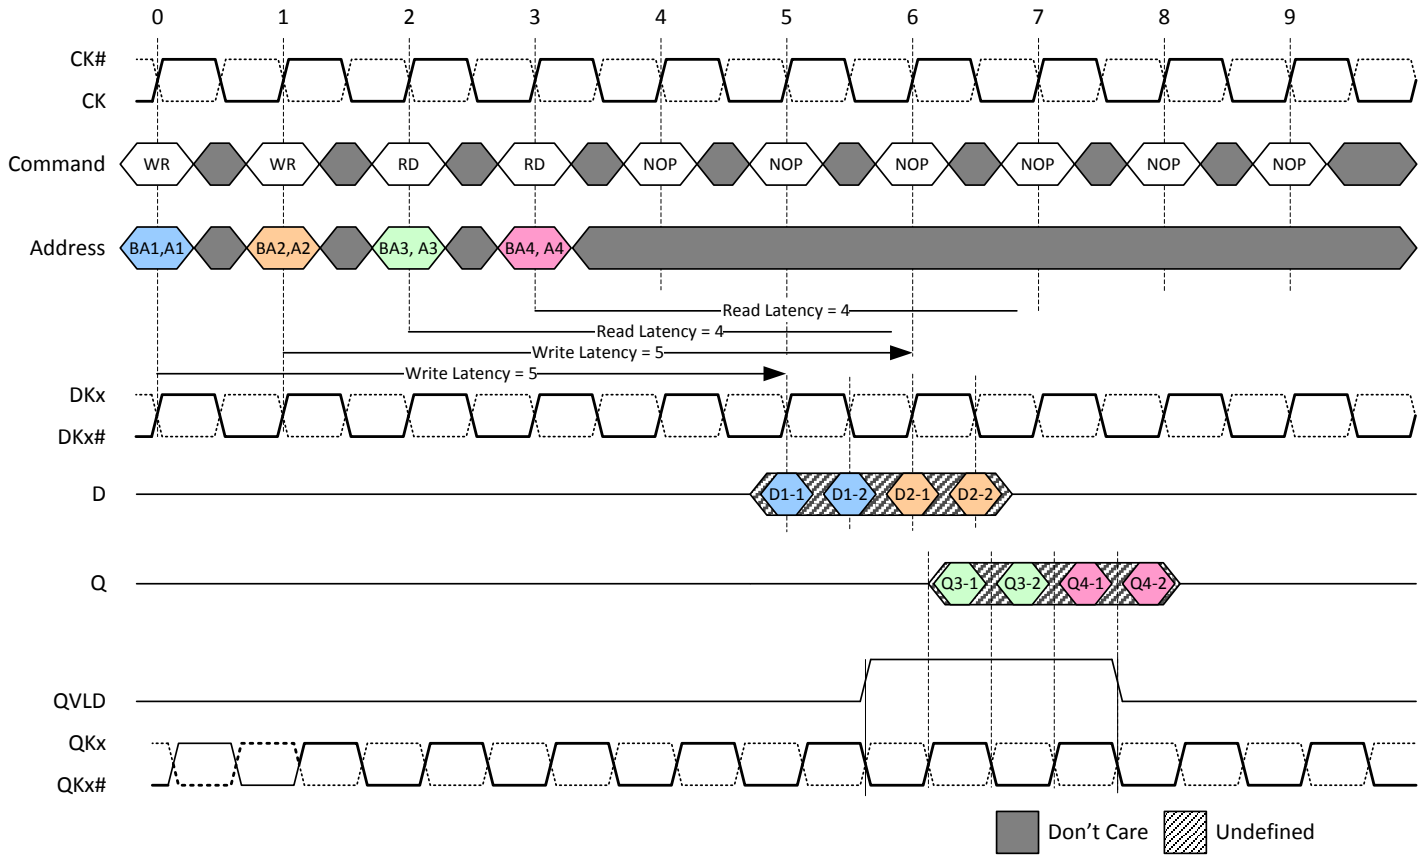 0 1 2 3 4 5 6 7 8 9
CK#
CK
Command WR WR RD RD NOP NOP NOP NOP NOP NOP
Address BA1,A1 BA2,A2 BA3, A3 BA4, A4
Read Latency = 4
Read Latency = 4
Write Latency = 5
Write Latency = 5
DKx
DKx#
D D1-1 D1-2 D2-1 D2-2
Q Q3-1 Q3-2 Q4-1 Q4-2
QVLD
QKx
QKx#
Don't Care Undefined